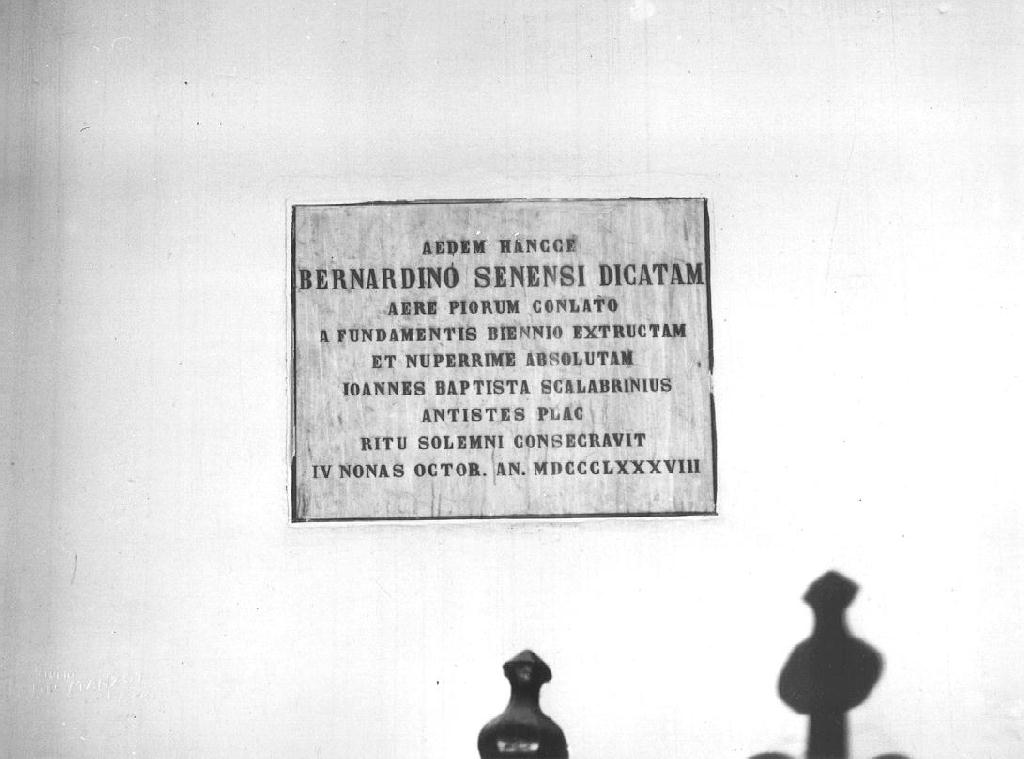 AEDEM HANCCE
BERNARDINO SENENSI DICATAM
AERE PIORUM CONLATO
A FUNDAMENTIS BIENNIO EXTRUCTAM
ET NUPERRIME ABSOLUTAM
IOANNES BAPTISTA SCALABRINIUS
ANTISTES PLAC
RITU SOLEMNI CONSECRAVIT
IV NONAS OCTOR. AN. MDCCCLXXXVIII